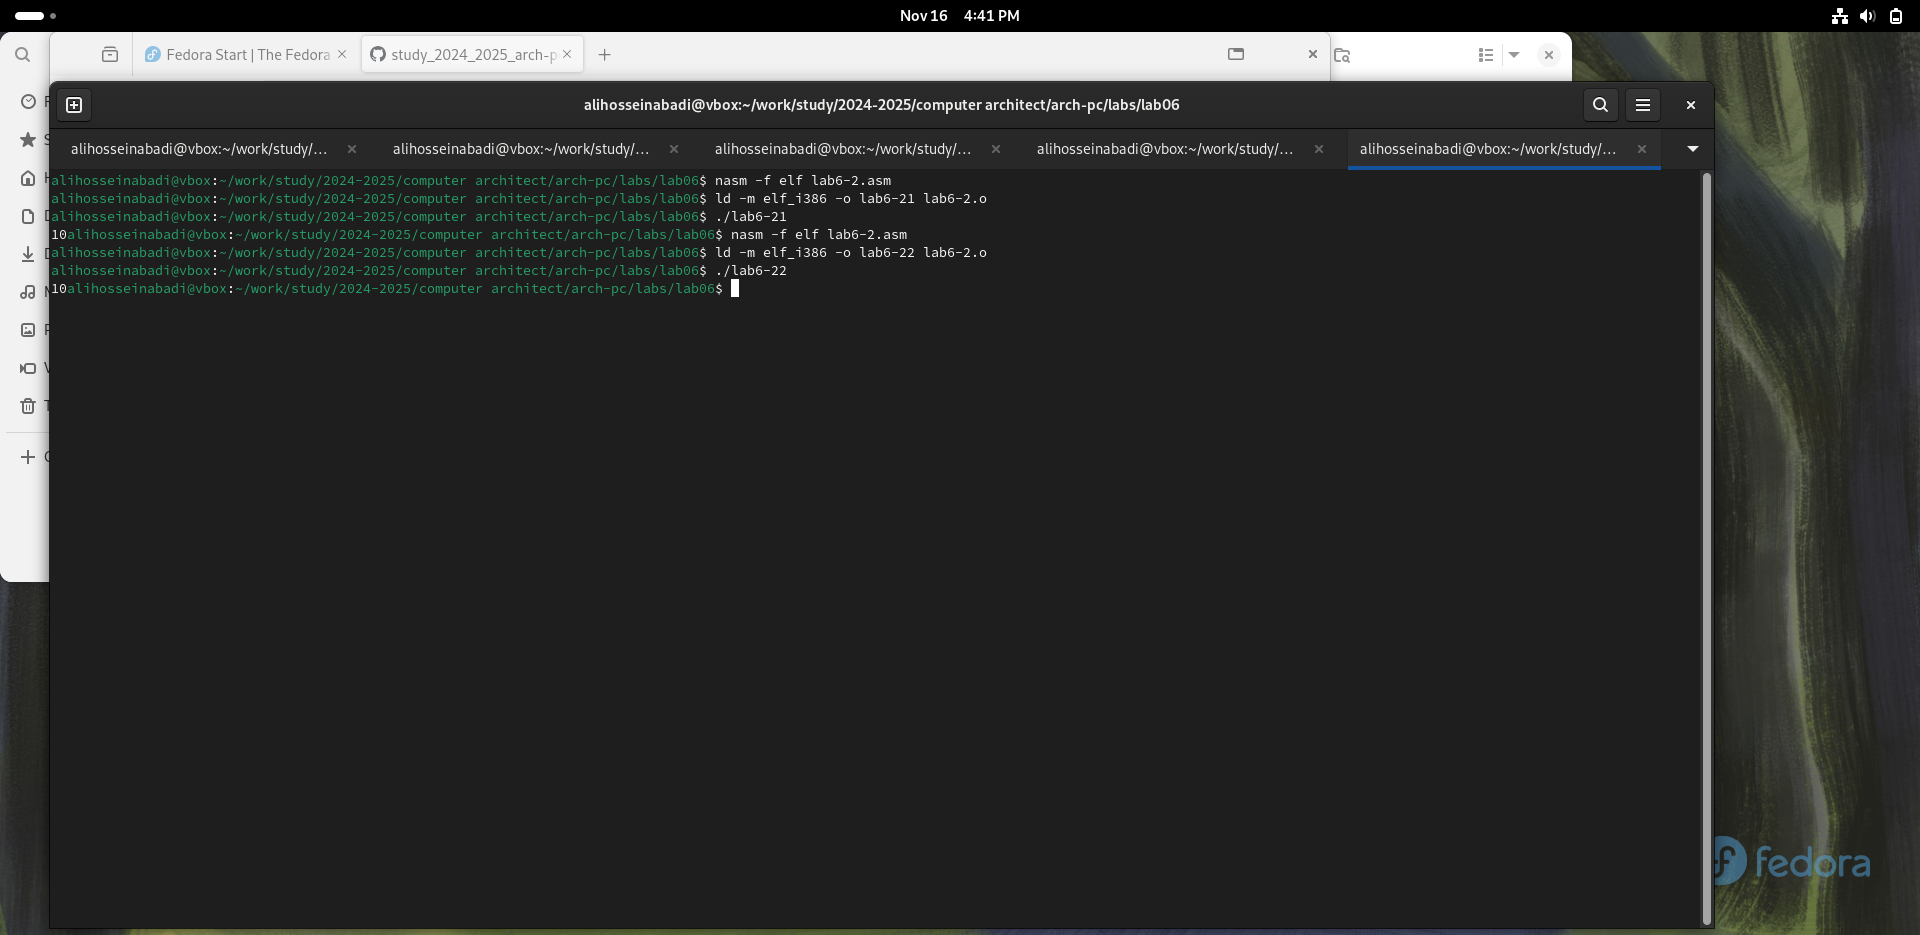 Nov 16 4:41 PM
Fedora Start | The Fedora
study_2024_2025_arch-p
alihosseinabadi@vbox:~/work/study/2024-2025/computer architect/arch-pc/labs/lab06
alihosseinabadi@vbox:~/work/study/... alihosseinabadi@vbox:~/work/study/... alihosseinabadi@vbox:~/work/study/... alihosseinabadi@vbox:~/work/study/... alihosseinabadi@vbox:~/work/study/...
alihosseinabadi@vbox:~/work/study/2024-2025/computer architect/arch-pc/labs/lab06$ nasm -f elf lab6-2.asm
alihosseinabadi@vbox:~/work/study/2024-2025/computer architect/arch-pc/labs/lab06$ ld -m elf_i386 -o lab6-21 lab6-2.o
alihosseinabadi@vbox:~/work/study/2024-2025/computer architect/arch-pc/labs/lab06$ ./lab6-21
10alihosseinabadi@vbox:~/work/study/2024-2025/computer architect/arch-pc/labs/lab06$ nasm -f elf lab6-2.asm
alihosseinabadi@vbox:~/work/study/2024-2025/computer architect/arch-pc/labs/lab06$ ld -m elf_i386 -o lab6-22 lab6-2.o
alihosseinabadi@vbox:~/work/study/2024-2025/computer architect/arch-pc/labs/lab06$ ./lab6-22
10alihosseinabadi@vbox:~/work/study/2024-2025/computer architect/arch-pc/labs/lab06$
fedora